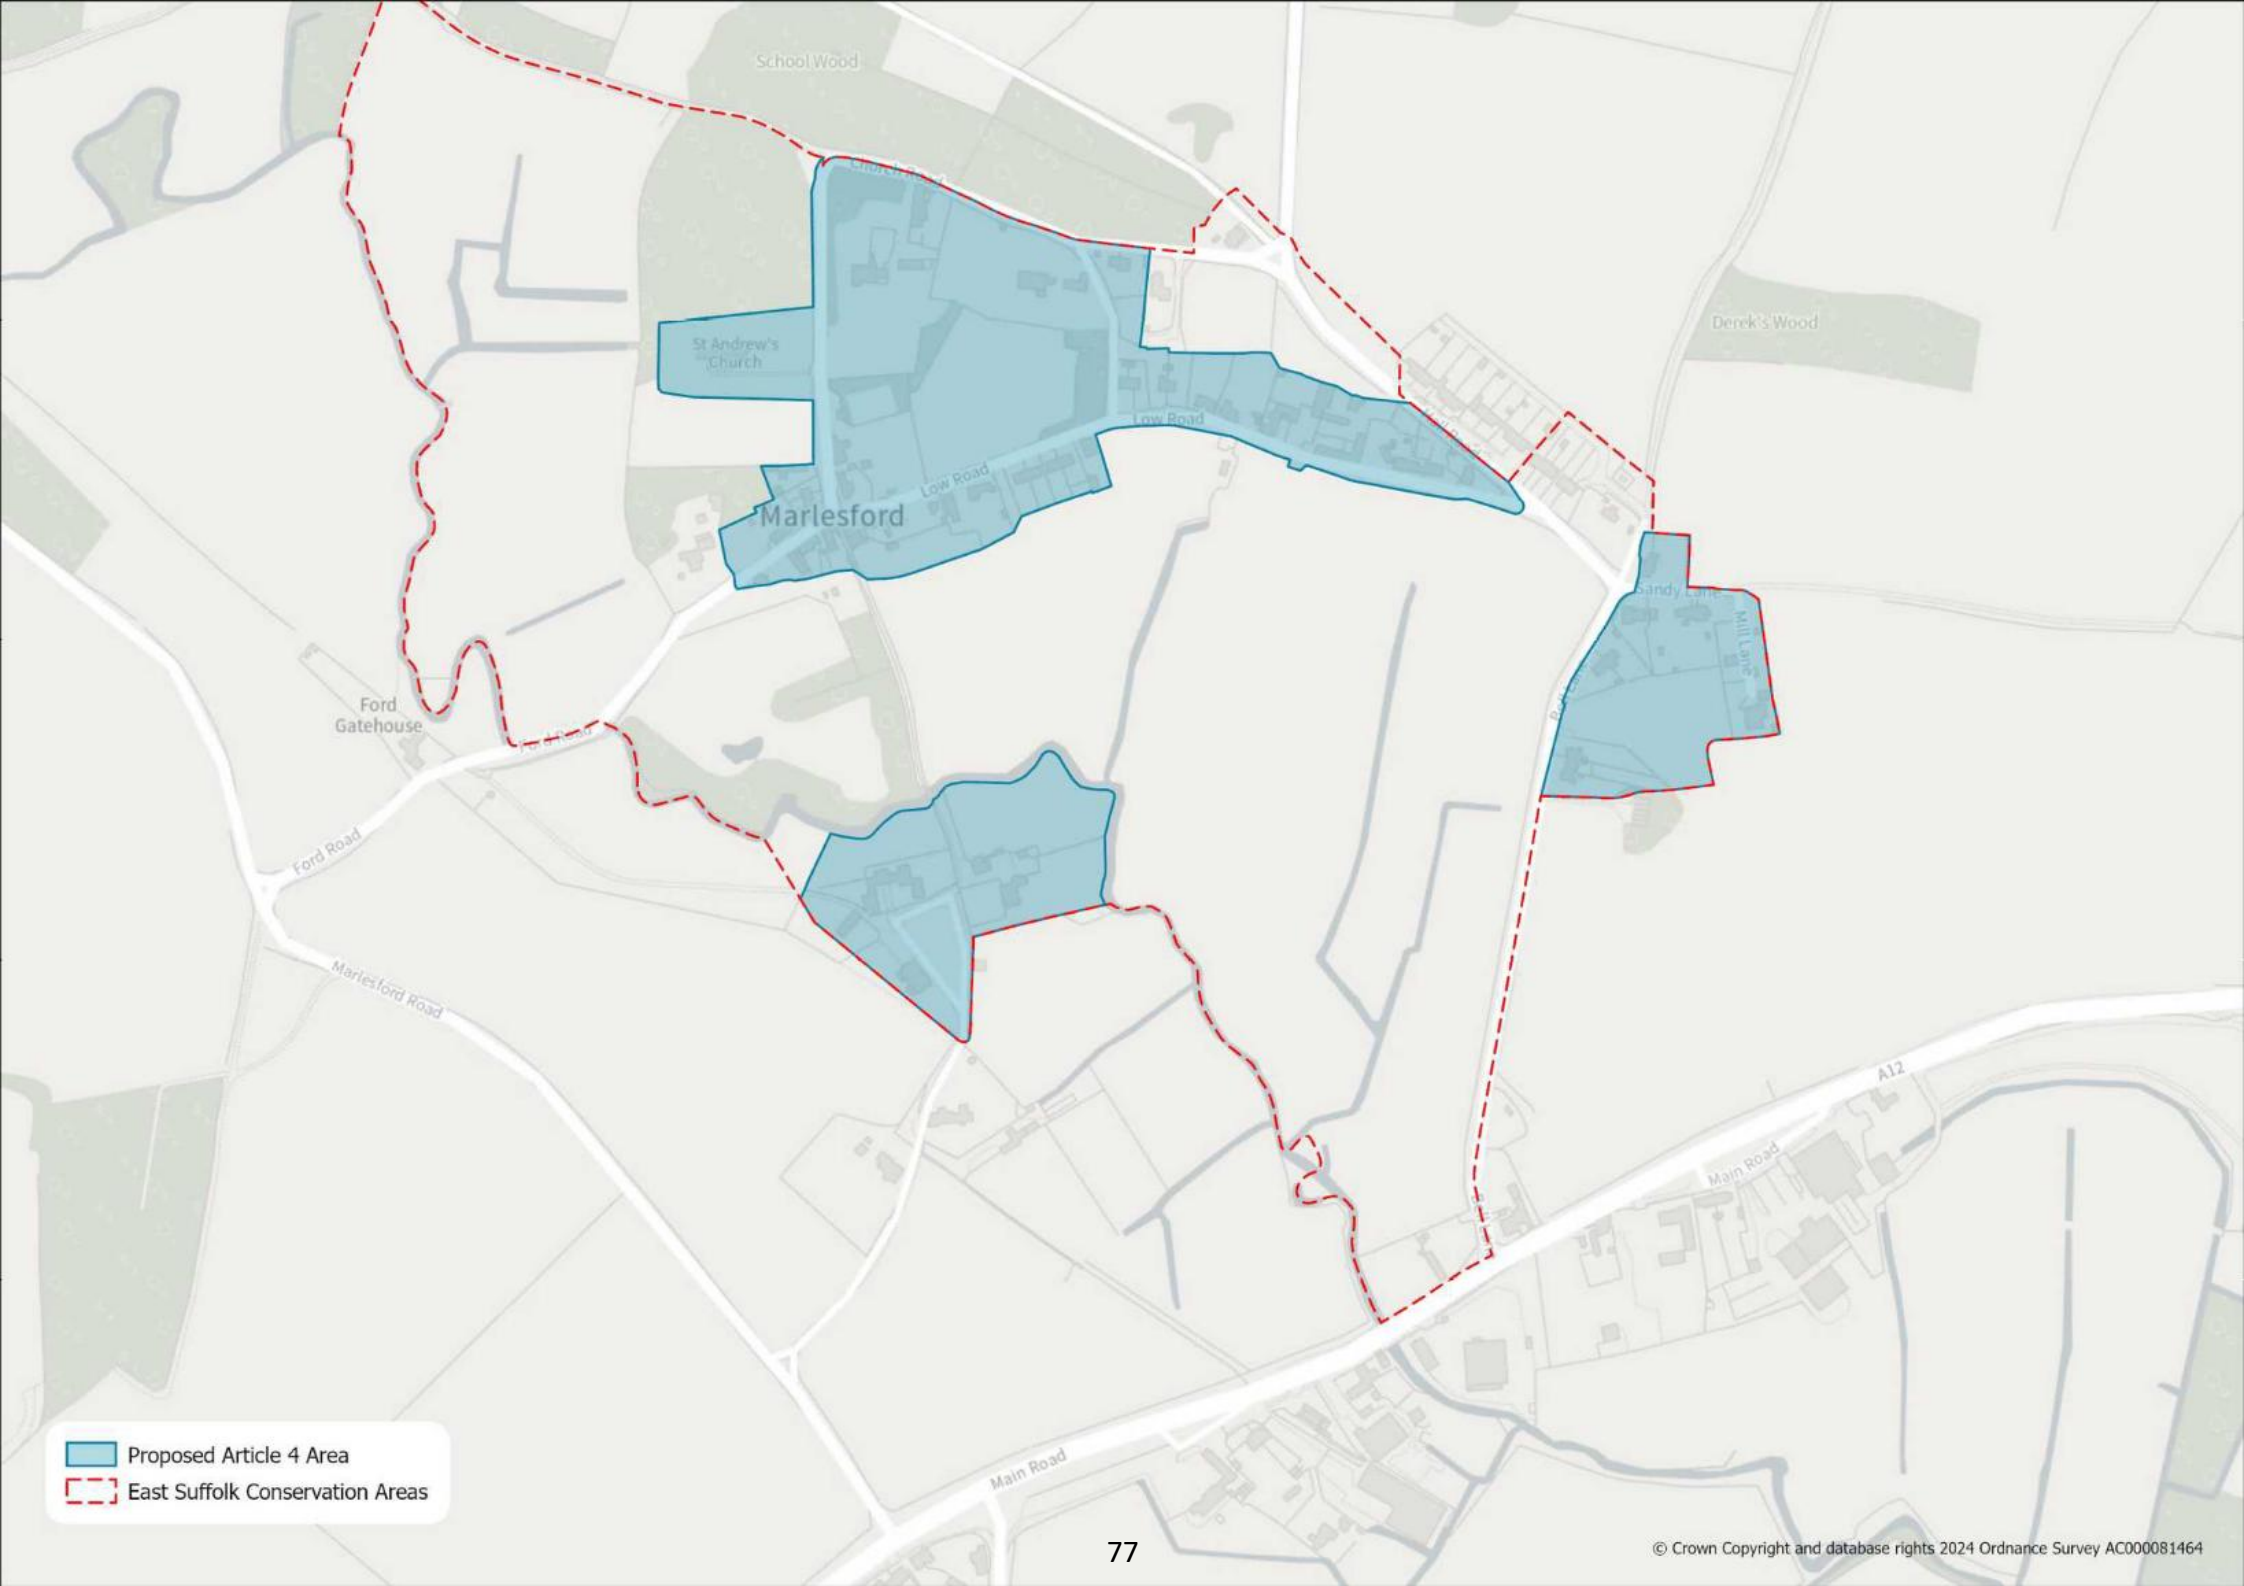 School Wood
Church Road
Derek's Wood
St Andrew's
Church
Low Road
Low Road
Marlesford
Sandy Lane
Mill Lane
Ford
Gatehouse
Ford Road
Ford Road
Marlesford Road
A12
Main Road
Main Road
Proposed Article 4 Area
East Suffolk Conservation Areas
77
© Crown Copyright and database rights 2024 Ordnance Survey AC000081464